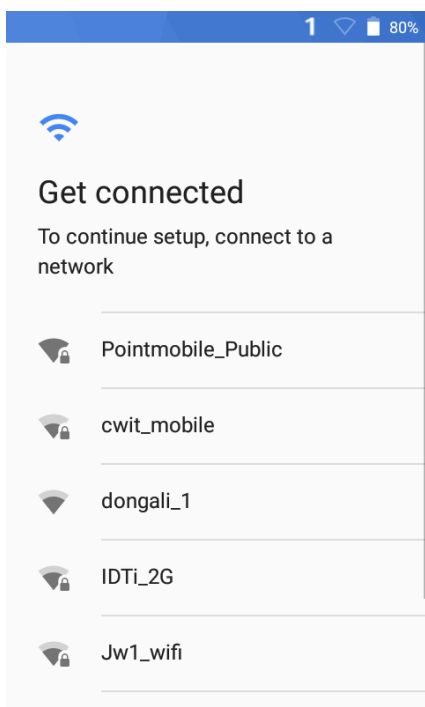 1 80%
Get connected
To continue setup, connect to a
network
Pointmobile_Public
cwit_mobile
dongali_1
IDTi_2G
Jw1_wifi